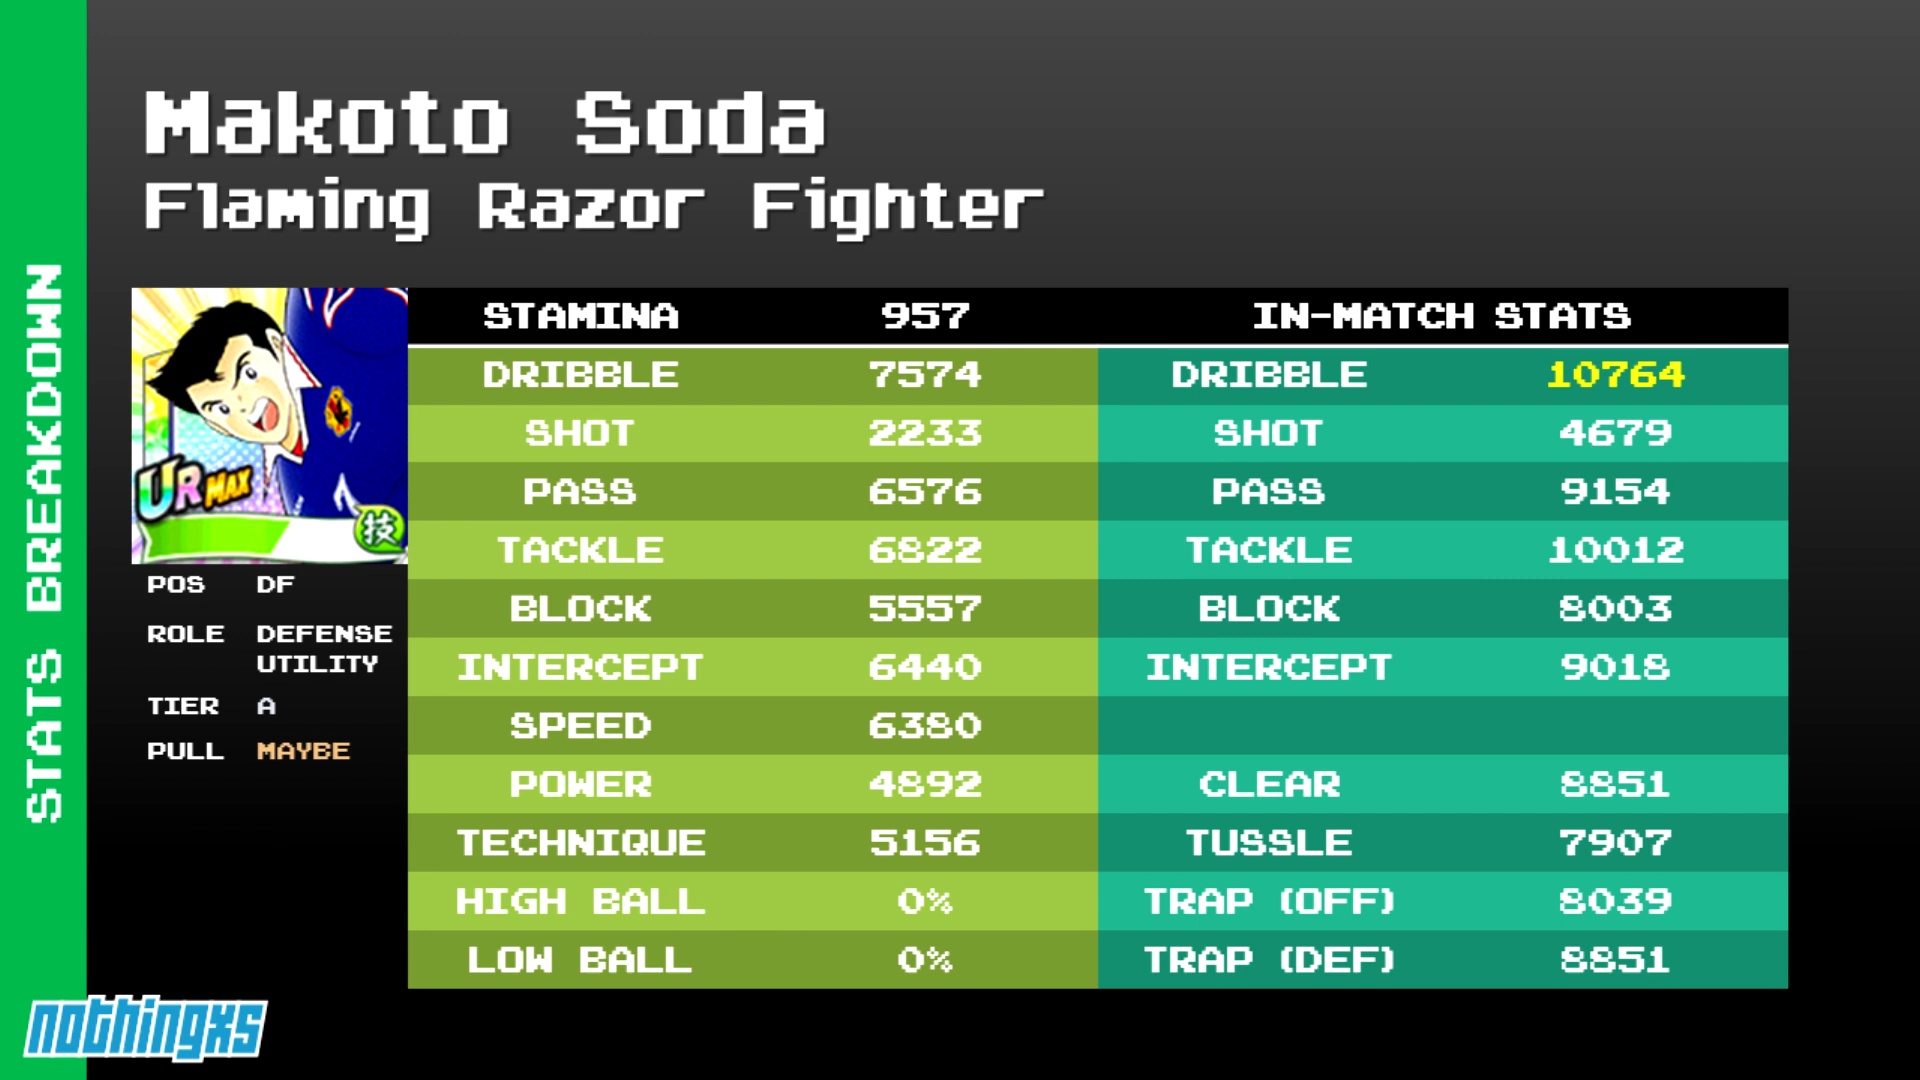 STATS BREAKDOWN
Makoto Soda
Flaming Razor Fighter
UR MAX
技
POS DF
ROLE DEFENSE
UTILITY
TIER A
PULL MAYBE
STAMINA 957 IN-MATCH STATS
DRIBBLE 7574 DRIBBLE 10764
SHOT 2233 SHOT 4679
PASS 6576 PASS 9154
TACKLE 6822 TACKLE 10012
BLOCK 5557 BLOCK 8003
INTERCEPT 6440 INTERCEPT 9018
SPEED 6380
POWER 4892 CLEAR 8851
TECHNIQUE 5156 TUSSLE 7907
HIGH BALL 0% TRAP (OFF) 8039
LOW BALL 0% TRAP (DEF) 8851
nothingxs